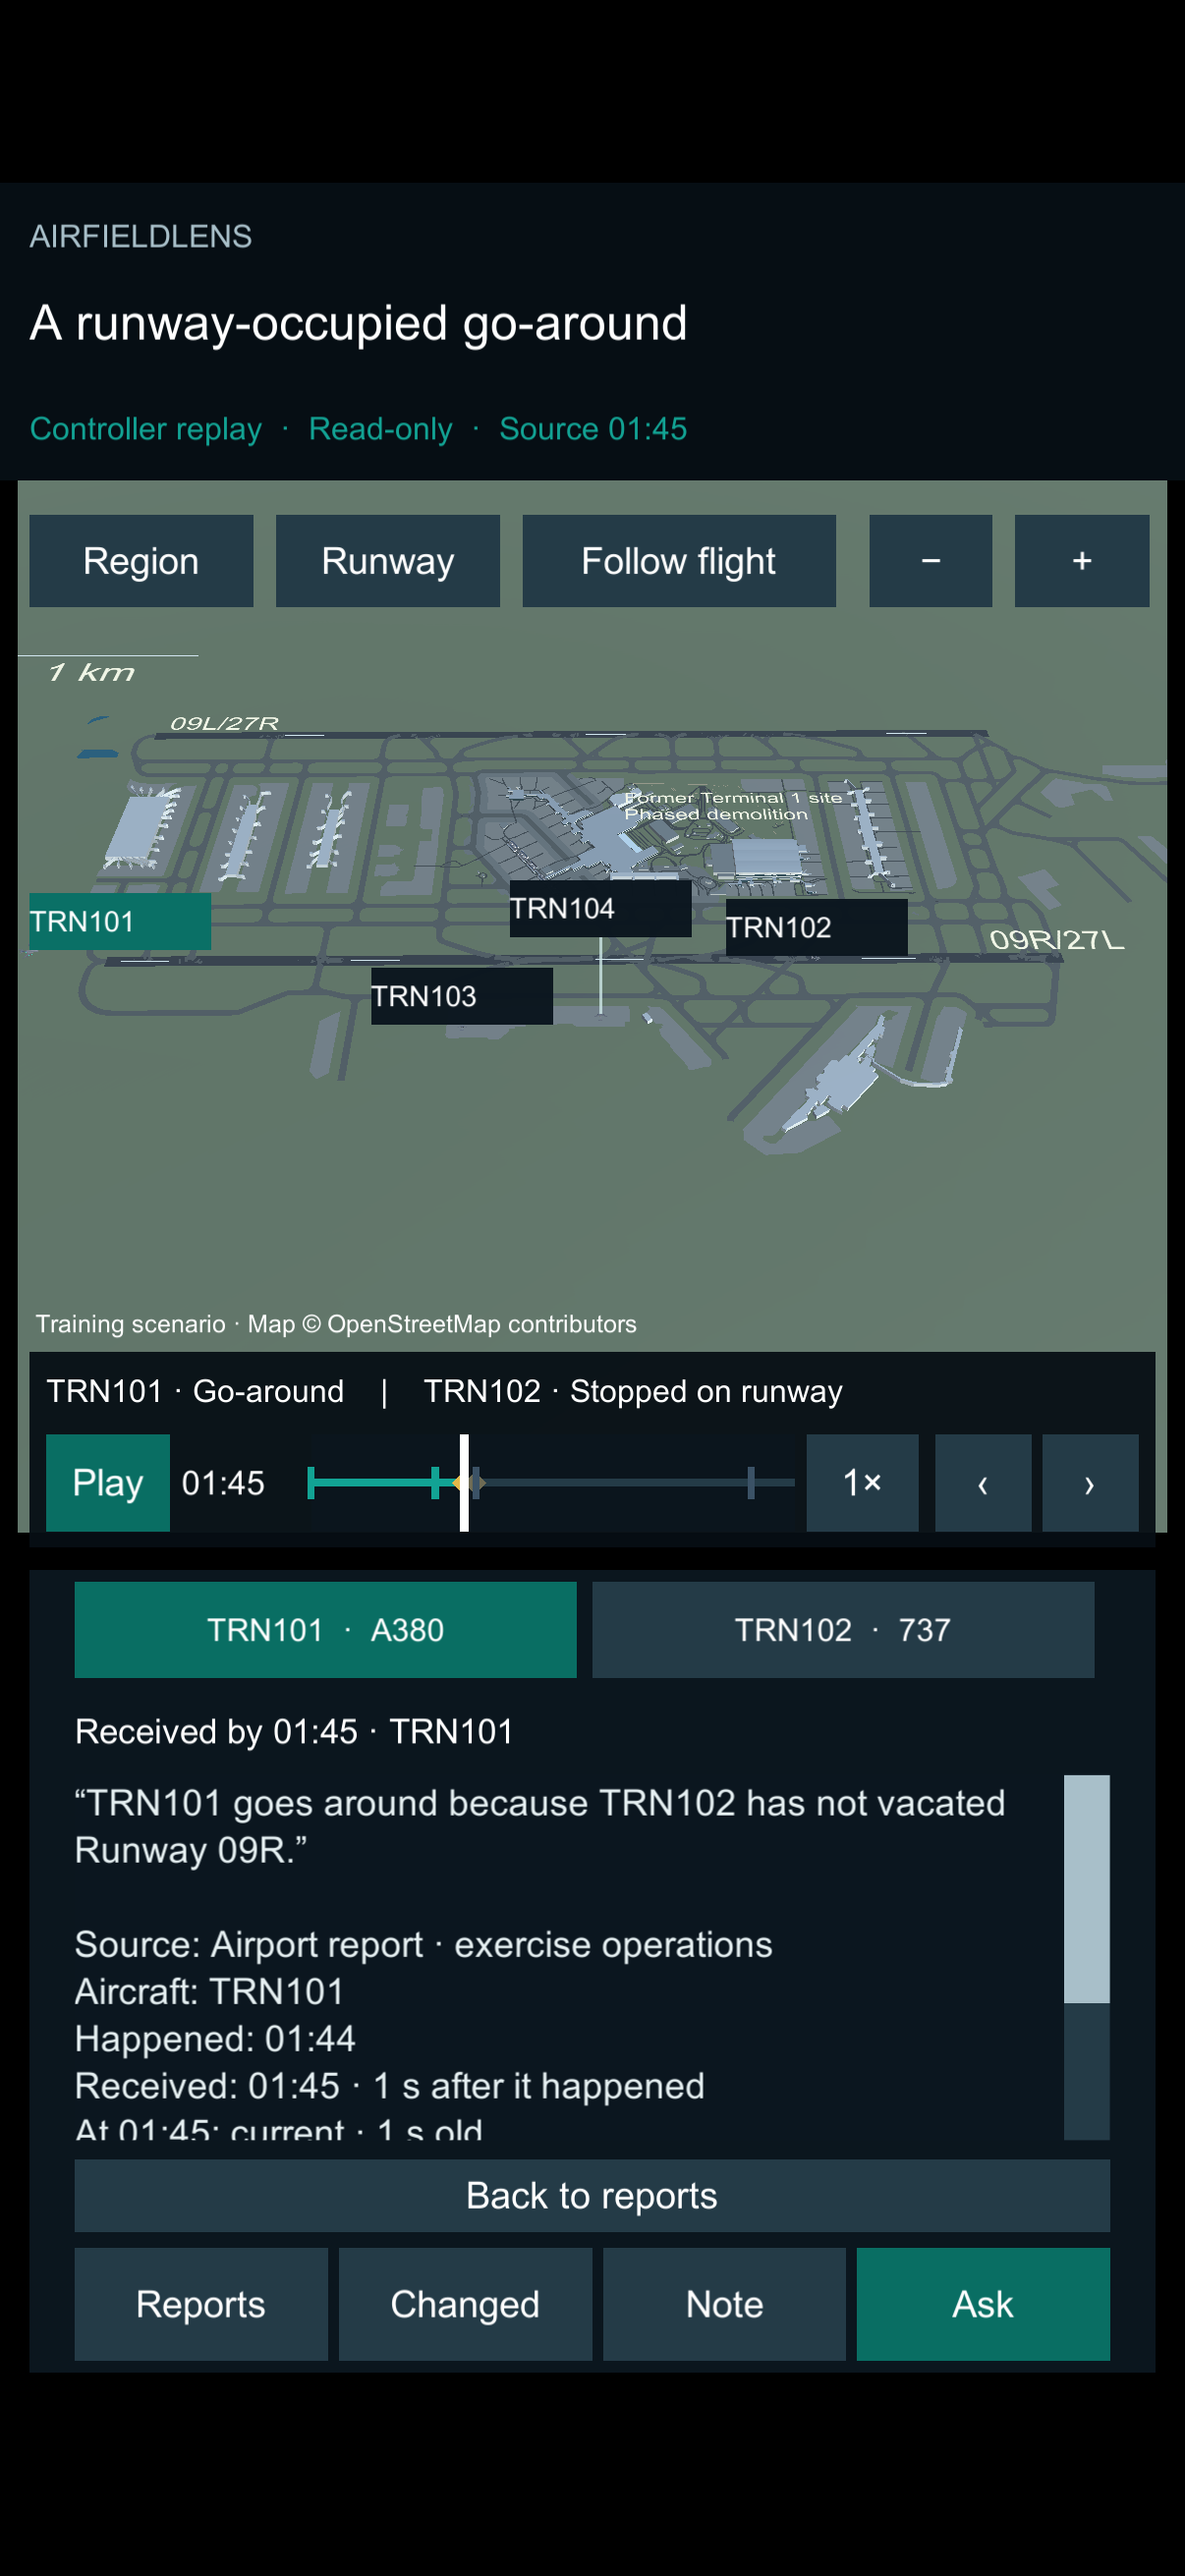 AIRFIELDLENS
A runway-occupied go-around
Controller replay · Read-only · Source 01:45
Region Runway Follow flight − +
1 km
09L/27R
Former Terminal 1 site
Phased demolition
TRN101
TRN104
TRN102
09R/27L
TRN103
Training scenario · Map © OpenStreetMap contributors
TRN101 · Go-around | TRN102 · Stopped on runway
Play 01:45 1× ‹ ›
TRN101 · A380 TRN102 · 737
Received by 01:45 · TRN101
“TRN101 goes around because TRN102 has not vacated
Runway 09R.”
Source: Airport report · exercise operations
Aircraft: TRN101
Happened: 01:44
Received: 01:45 · 1 s after it happened
At 01:45: current · 1 s old
Back to reports
Reports Changed Note Ask